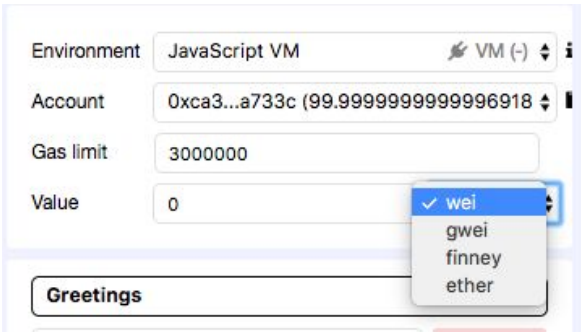 Environment JavaScript VM VM (-) i
Account 0xca3...a733c (99.9999999999996918
Gas limit 3000000
Value 0 ✓ wei
gwei
finney
ether
Greetings